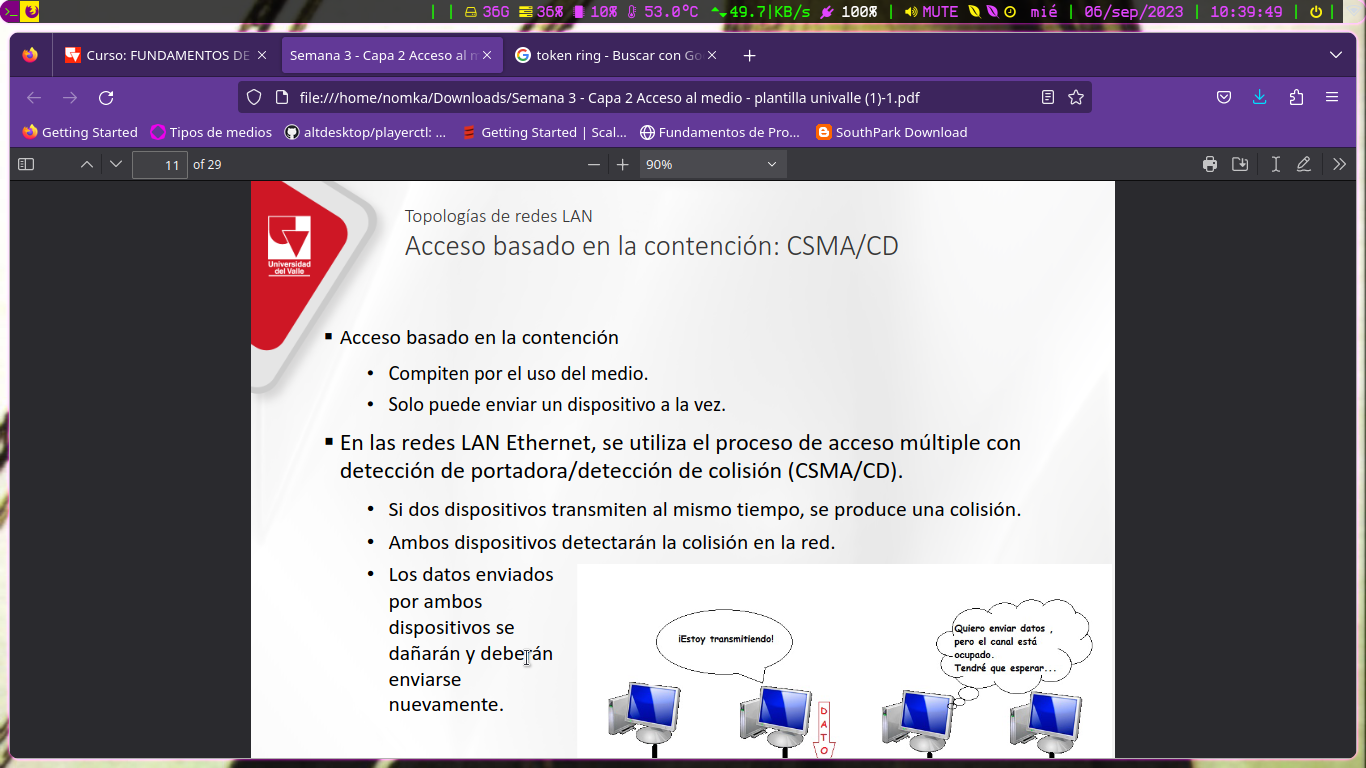 36G 36% 10% 53.0°C 49.7|KB/s 100% | MUTE mié | 06/sep/2023 | 10:39:49
Curso: FUNDAMENTOS DE
Semana 3 - Capa 2 Acceso al m
token ring - Buscar con Go
file:///home/nomka/Downloads/Semana 3 - Capa 2 Acceso al medio - plantilla univalle (1)-1.pdf
Getting Started
Tipos de medios
altdesktop/playerctl: ...
Getting Started | Scal...
Fundamentos de Pro...
SouthPark Download
11 of 29
90%
Universidad
del Valle
Topologías de redes LAN
Acceso basado en la contención: CSMA/CD
▪ Acceso basado en la contención
• Compiten por el uso del medio.
• Solo puede enviar un dispositivo a la vez.
▪ En las redes LAN Ethernet, se utiliza el proceso de acceso múltiple con
detección de portadora/detección de colisión (CSMA/CD).
• Si dos dispositivos transmiten al mismo tiempo, se produce una colisión.
• Ambos dispositivos detectarán la colisión en la red.
• Los datos enviados
por ambos
dispositivos se
dañarán y deberán
enviarse
nuevamente.
¡Estoy transmitiendo!
Quiero enviar datos ,
pero el canal está
ocupado.
Tendré que esperar...
D
A
T
O